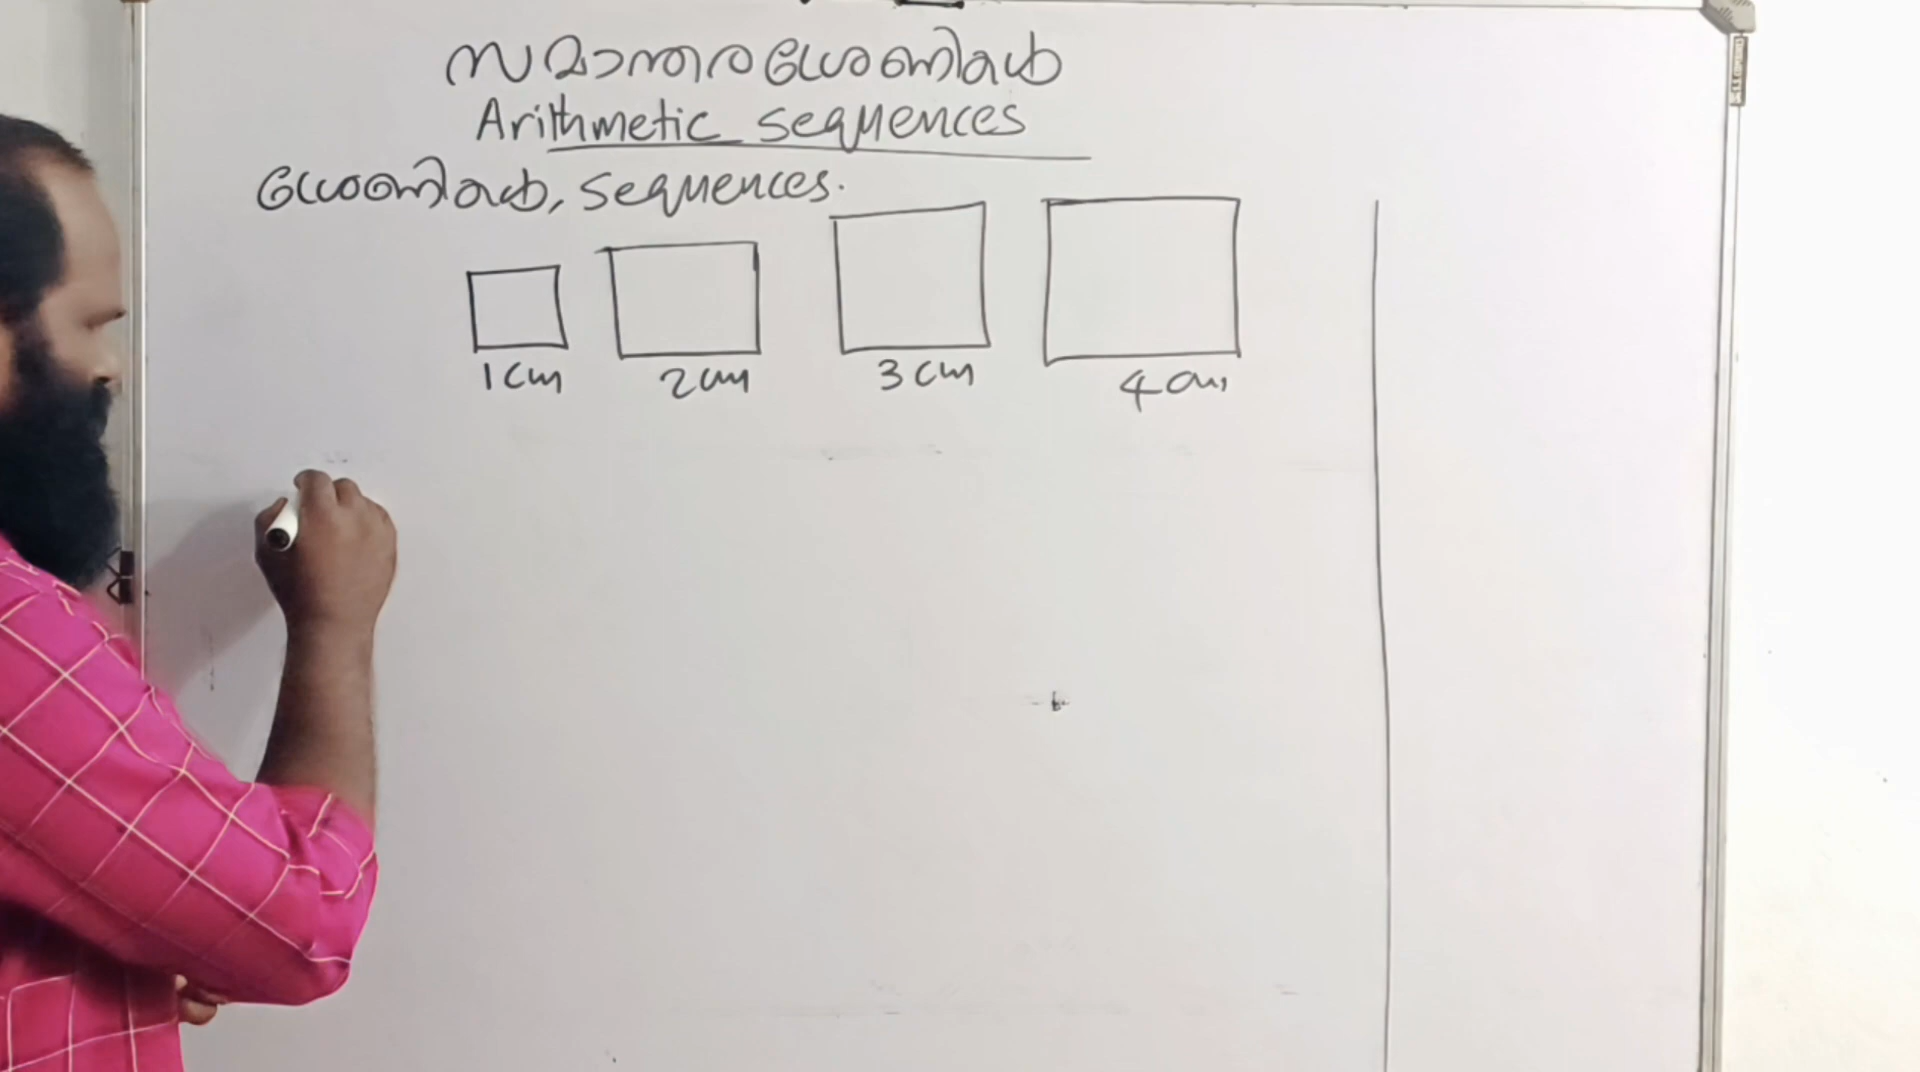 സമാന്തരശ്രേണികൾ
Arithmetic sequences
ശ്രേണികൾ, sequences.
1 cm 2 cm 3 cm 4 cm